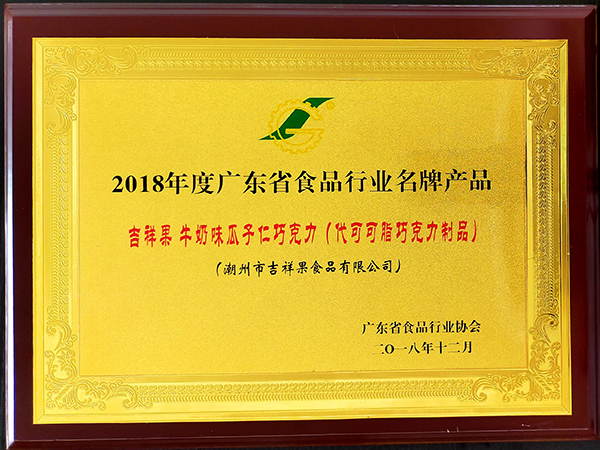 2018年度广东省食品行业名牌产品
吉祥果 牛奶味瓜子仁巧克力（代可可脂巧克力制品）
（潮州市吉祥果食品有限公司）
广东省食品行业协会
二O一八年十二月